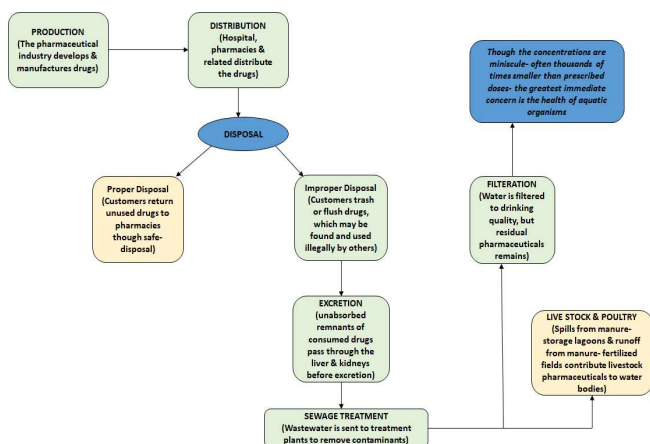 PRODUCTION
(The pharmaceutical
industry develops &
manufactures drugs)
DISTRIBUTION
(Hospital,
pharmacies &
related distribute
the drugs)
DISPOSAL
Proper Disposal
(Customers return
unused drugs to
pharmacies though safe-
disposal)
Improper Disposal
(Customers trash
or flush drugs,
which may be
found and used
illegally by others)
EXCRETION
(unabsorbed
remnants of
consumed drugs
pass through the
liver & kidneys
before excretion)
SEWAGE TREATMENT
(Wastewater is sent to treatment
plants to remove contaminants)
Though the concentrations are
miniscule- often thousands of
times smaller than prescribed
doses- the greatest immediate
concern is the health of aquatic
organisms
FILTERATION
(Water is filtered
to drinking
quality, but
residual
pharmaceuticals
remains)
LIVE STOCK & POULTRY
(Spills from manure-
storage lagoons & runoff
from manure- fertilized
fields contribute livestock
pharmaceuticals to water
bodies)